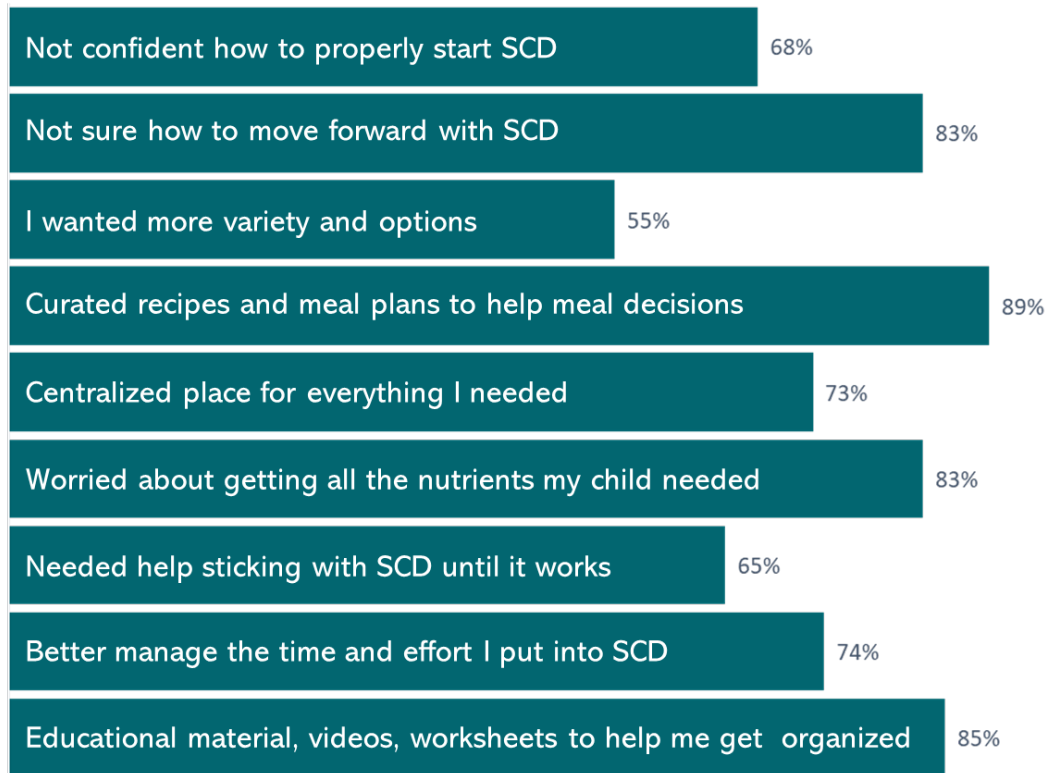 Not confident how to properly start SCD 68%
Not sure how to move forward with SCD 83%
I wanted more variety and options 55%
Curated recipes and meal plans to help meal decisions 89%
Centralized place for everything I needed 73%
Worried about getting all the nutrients my child needed 83%
Needed help sticking with SCD until it works 65%
Better manage the time and effort I put into SCD 74%
Educational material, videos, worksheets to help me get  organized 85%